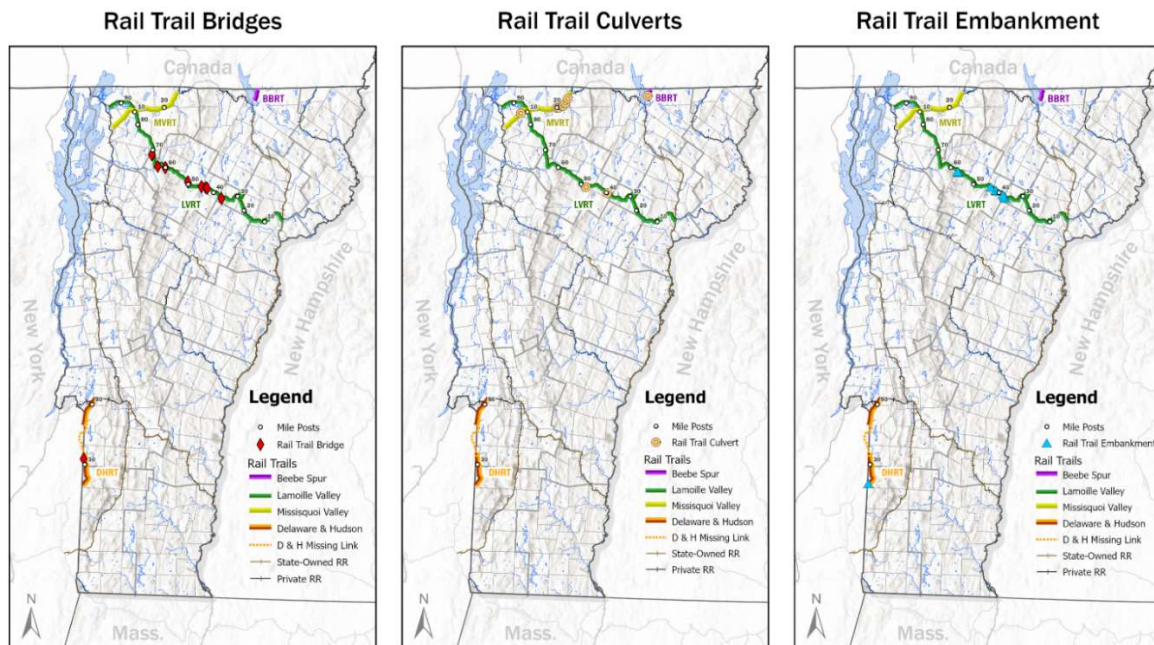 Rail Trail Bridges
Canada
BBRT
MVRT
LVRT
New York
New Hampshire
DHRT
Mass.
N
Legend
Mile Posts
Rail Trail Bridge
Rail Trails
Beebe Spur
Lamoille Valley
Missisquoi Valley
Delaware & Hudson
D & H Missing Link
State-Owned RR
Private RR
Rail Trail Culverts
Canada
BBRT
MVRT
LVRT
New York
New Hampshire
DHRT
Mass.
N
Legend
Mile Posts
Rail Trail Culvert
Rail Trails
Beebe Spur
Lamoille Valley
Missisquoi Valley
Delaware & Hudson
D & H Missing Link
State-Owned RR
Private RR
Rail Trail Embankment
Canada
BBRT
MVRT
LVRT
New York
New Hampshire
DHRT
Mass.
N
Legend
Mile Posts
Rail Trail Embankment
Rail Trails
Beebe Spur
Lamoille Valley
Missisquoi Valley
Delaware & Hudson
D & H Missing Link
State-Owned RR
Private RR